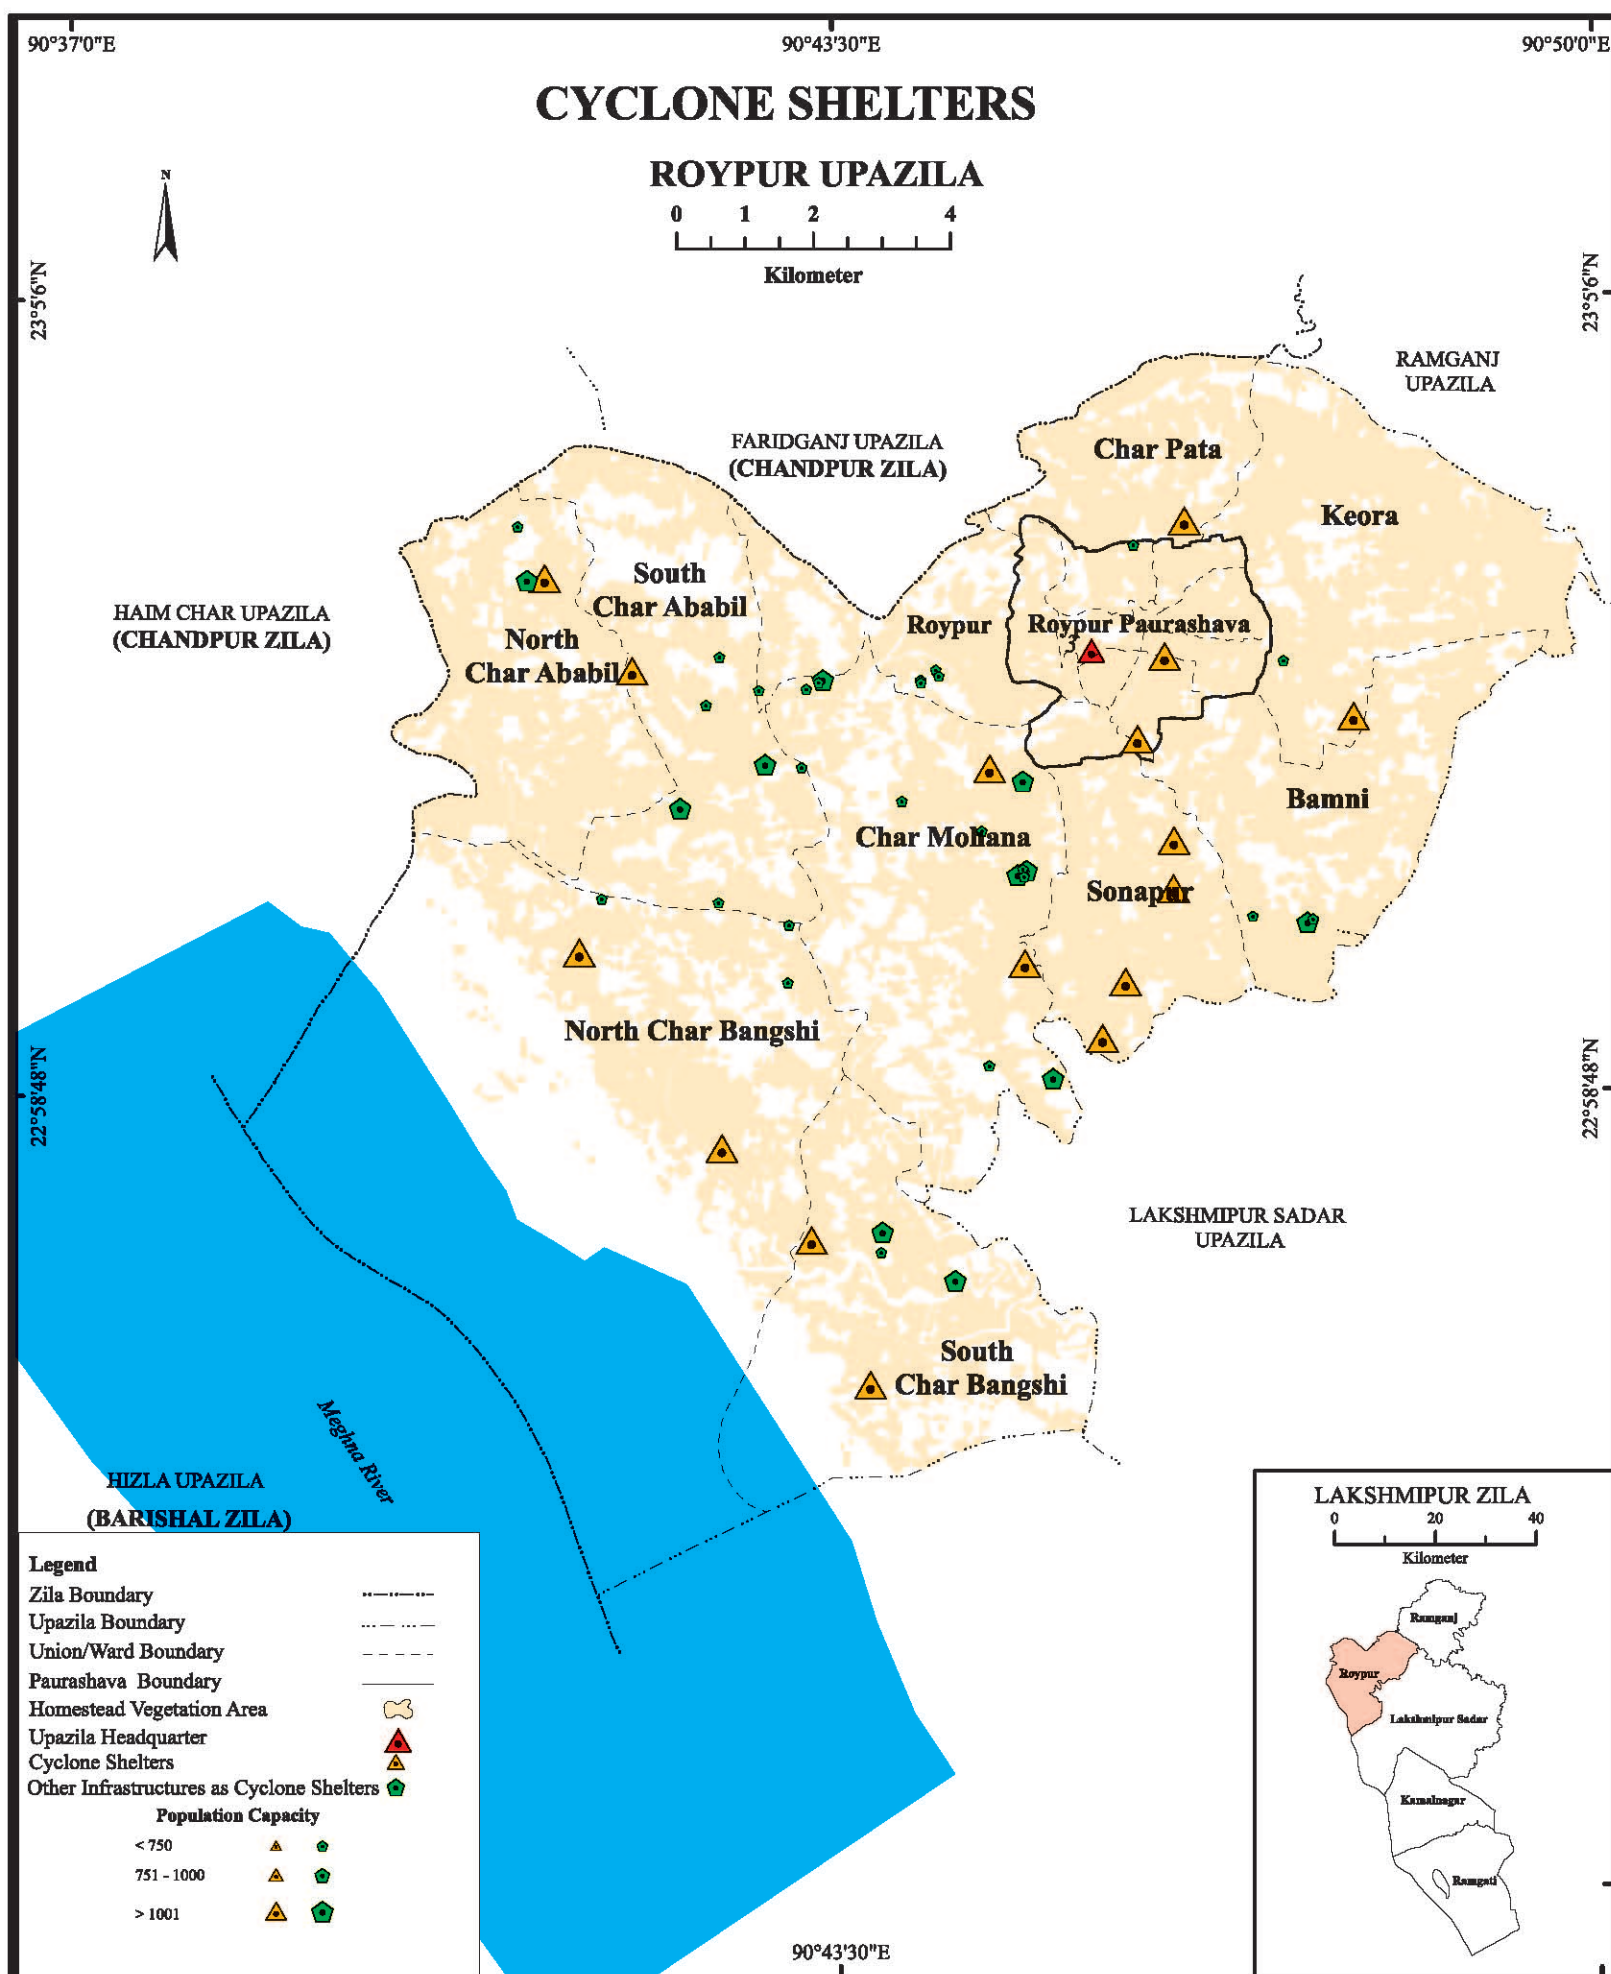 90°37'0"E
90°43'30"E
90°50'0"E
CYCLONE SHELTERS
ROYPUR UPAZILA
0 1 2 4
Kilometer
N
23°5'6"N
23°5'6"N
RAMGANJ
UPAZILA
FARIDGANJ UPAZILA
(CHANDPUR ZILA)
Char Pata
Keora
South
Char Ababil
HAIM CHAR UPAZILA
(CHANDPUR ZILA)
North
Char Ababil
Roypur
Roypur Paurashava
3
Bamni
Char Mohana
Sonapur
North Char Bangshi
22°58'48"N
22°58'48"N
LAKSHMIPUR SADAR
UPAZILA
South
Char Bangshi
Meghna River
HIZLA UPAZILA
(BARISHAL ZILA)
Legend
Zila Boundary
Upazila Boundary
Union/Ward Boundary
Paurashava Boundary
Homestead Vegetation Area
Upazila Headquarter
Cyclone Shelters
Other Infrastructures as Cyclone Shelters
Population Capacity
< 750
751 - 1000
> 1001
90°43'30"E
LAKSHMIPUR ZILA
0 20 40
Kilometer
Ramganj
Roypur
Lakshmipur Sadar
Kamalnagar
Ramgati